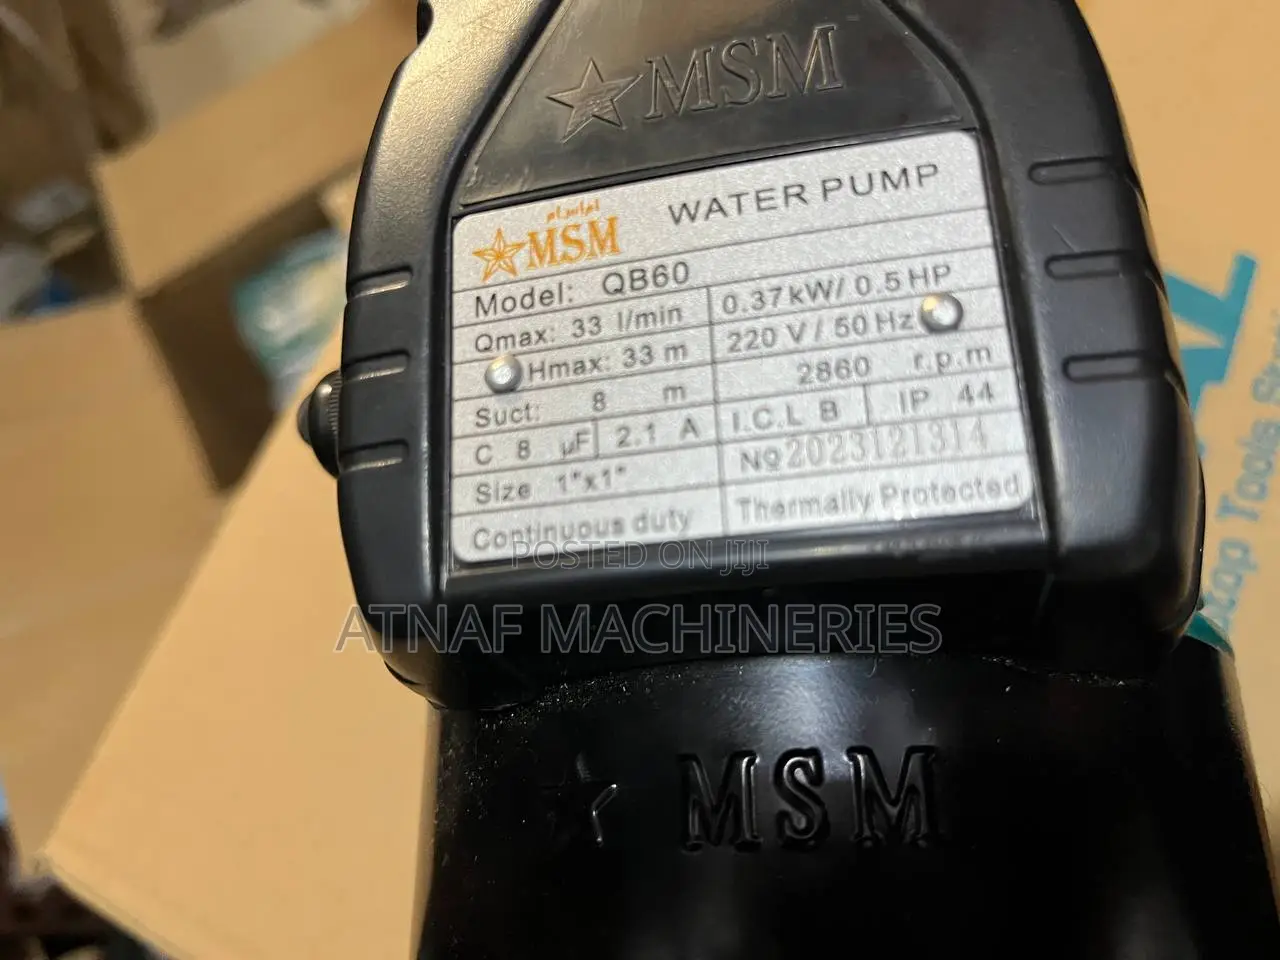 MSM
ام اس ام
MSM
WATER PUMP
Model: QB60
Qmax: 33 l/min
0.37kW/ 0.5HP
Hmax: 33 m
220 V / 50 Hz
Suct: 8 m
2860 r.p.m
C 8 µF 2.1 A
I.C.L B IP 44
Size 1"x1"
№2023121314
Continuous duty
Thermally Protected
POSTED ON JIJI
ATNAF MACHINERIES
MSM
Tools